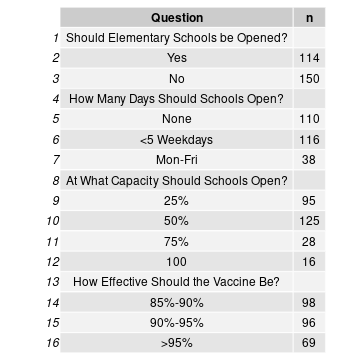 Question n
1 Should Elementary Schools be Opened?
2 Yes 114
3 No 150
4 How Many Days Should Schools Open?
5 None 110
6 <5 Weekdays 116
7 Mon-Fri 38
8 At What Capacity Should Schools Open?
9 25% 95
10 50% 125
11 75% 28
12 100 16
13 How Effective Should the Vaccine Be?
14 85%-90% 98
15 90%-95% 96
16 >95% 69